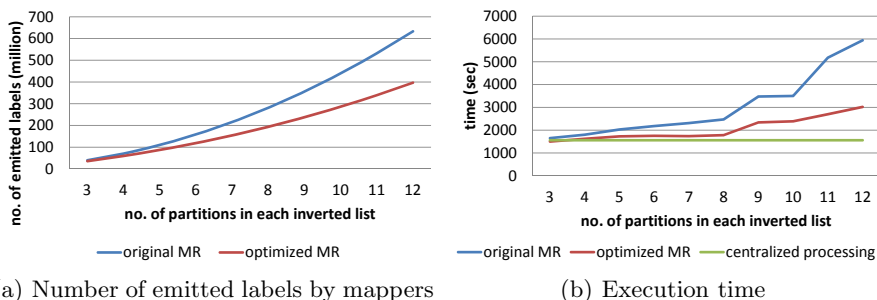 no. of emitted labels (million)
700
600
500
400
300
200
100
0
3 4 5 6 7 8 9 10 11 12
no. of partitions in each inverted list
original MR optimized MR
a) Number of emitted labels by mappers
time (sec)
7000
6000
5000
4000
3000
2000
1000
0
3 4 5 6 7 8 9 10 11 12
no. of partitions in each inverted list
original MR optimized MR centralized processing
(b) Execution time